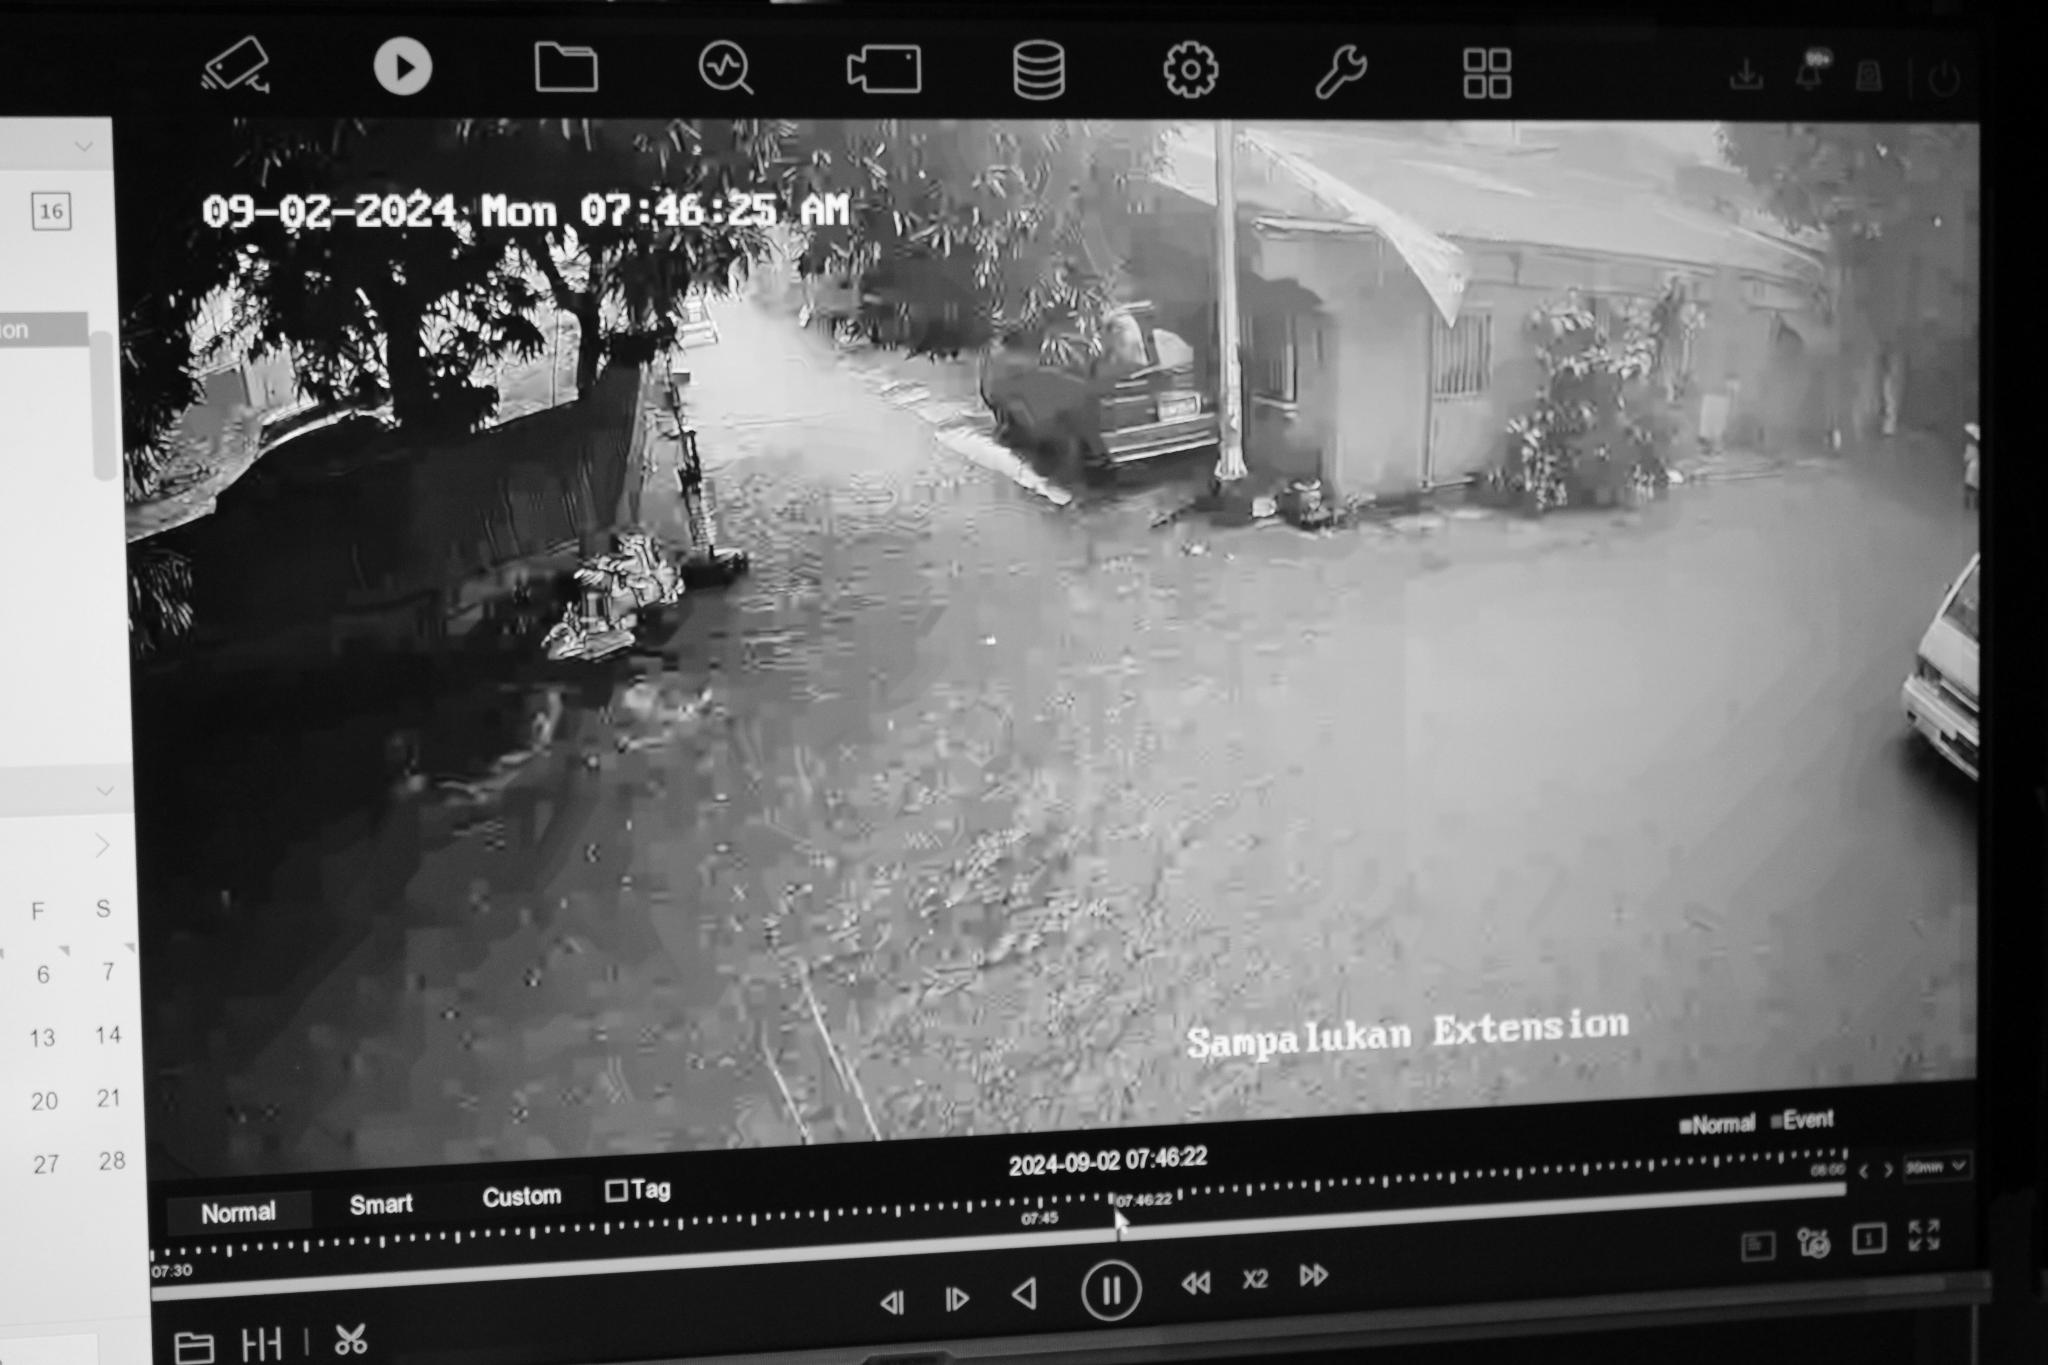 99+
16
ion
09-02-2024 Mon 07:46:25 AM
F S
6 7
13 14
20 21
27 28
Sampalukan Extension
Normal Event
2024-09-02 07:46:22
Normal Smart Custom Tag
07:30 07:45 07:46:22 08:00 30min
X2
1